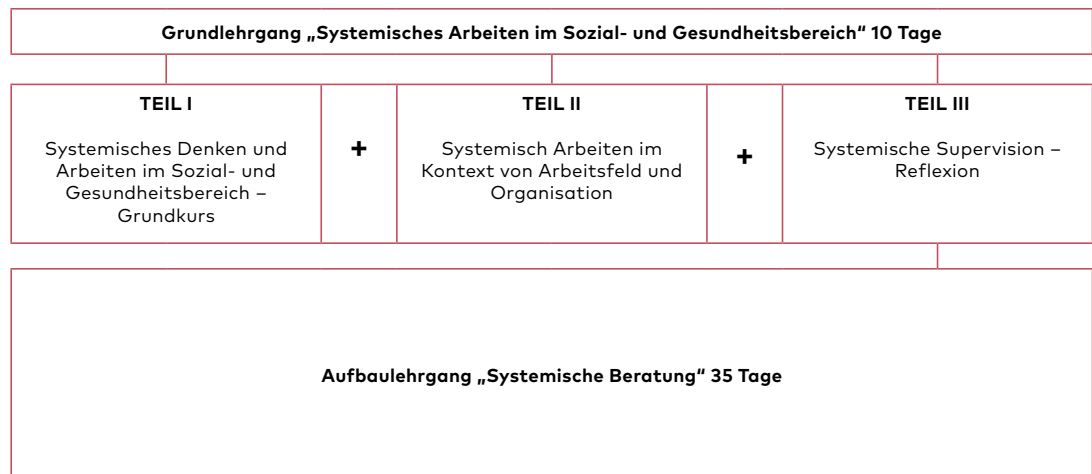 Grundlehrgang „Systemisches Arbeiten im Sozial- und Gesundheitsbereich“ 10 Tage
TEIL I
Systemisches Denken und
Arbeiten im Sozial- und
Gesundheitsbereich –
Grundkurs
+
TEIL II
Systemisch Arbeiten im
Kontext von Arbeitsfeld und
Organisation
+
TEIL III
Systemische Supervision –
Reflexion
Aufbaulehrgang „Systemische Beratung“ 35 Tage